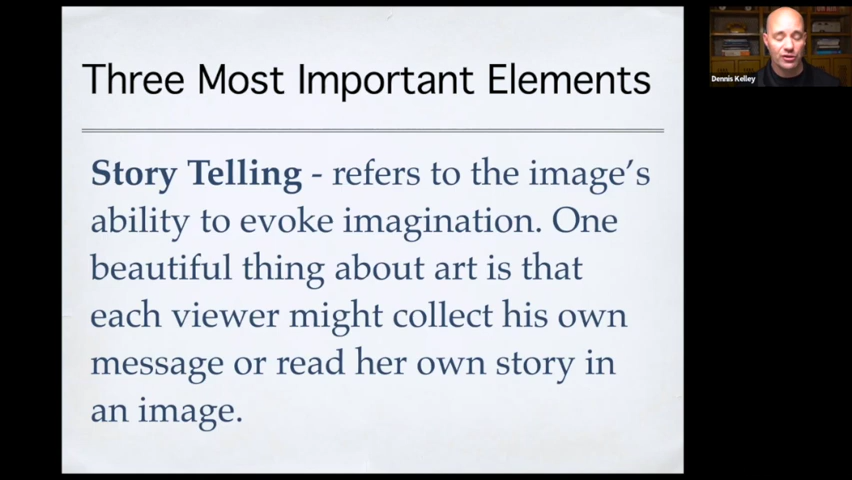 Three Most Important Elements
Story Telling - refers to the image’s
ability to evoke imagination. One
beautiful thing about art is that
each viewer might collect his own
message or read her own story in
an image.
Dennis Kelley